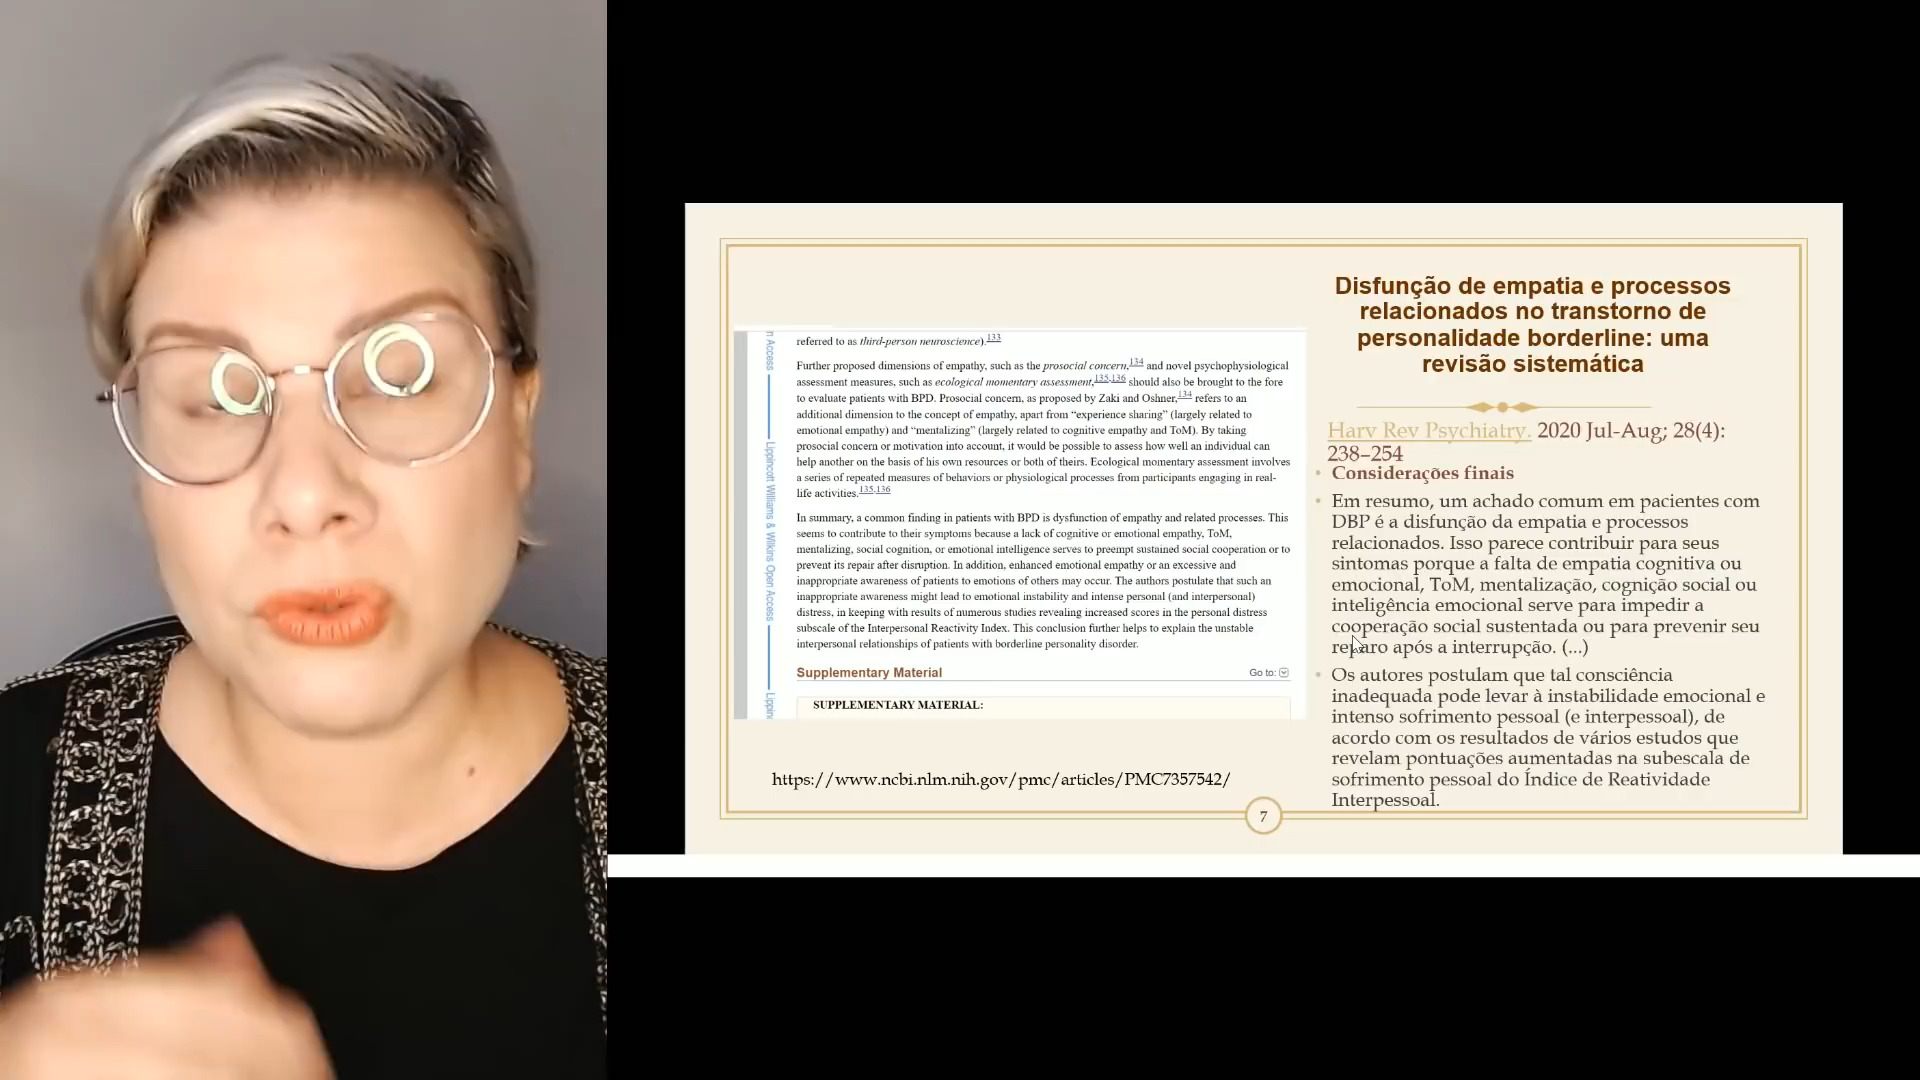 referred to as third-person neuroscience).133
Further proposed dimensions of empathy, such as the prosocial concern,134 and novel psychophysiological
assessment measures, such as ecological momentary assessment,135,136 should also be brought to the fore
to evaluate patients with BPD. Prosocial concern, as proposed by Zaki and Oshner,134 refers to an
additional dimension to the concept of empathy, apart from “experience sharing” (largely related to
emotional empathy) and “mentalizing” (largely related to cognitive empathy and ToM). By taking
prosocial concern or motivation into account, it would be possible to assess how well an individual can
help another on the basis of his own resources or both of theirs. Ecological momentary assessment involves
a series of repeated measures of behaviors or physiological processes from participants engaging in real-
life activities.135,136
In summary, a common finding in patients with BPD is dysfunction of empathy and related processes. This
seems to contribute to their symptoms because a lack of cognitive or emotional empathy, ToM,
mentalizing, social cognition, or emotional intelligence serves to preempt sustained social cooperation or to
prevent its repair after disruption. In addition, enhanced emotional empathy or an excessive and
inappropriate awareness of patients to emotions of others may occur. The authors postulate that such an
inappropriate awareness might lead to emotional instability and intense personal (and interpersonal)
distress, in keeping with results of numerous studies revealing increased scores in the personal distress
subscale of the Interpersonal Reactivity Index. This conclusion further helps to explain the unstable
interpersonal relationships of patients with borderline personality disorder.
Supplementary Material
Go to:
SUPPLEMENTARY MATERIAL:
n Access
Lippincott Williams & Wilkins Open Access
Lippin
https://www.ncbi.nlm.nih.gov/pmc/articles/PMC7357542/
Disfunção de empatia e processos
relacionados no transtorno de
personalidade borderline: uma
revisão sistemática
Harv Rev Psychiatry. 2020 Jul-Aug; 28(4):
238–254
• Considerações finais
• Em resumo, um achado comum em pacientes com
DBP é a disfunção da empatia e processos
relacionados. Isso parece contribuir para seus
sintomas porque a falta de empatia cognitiva ou
emocional, ToM, mentalização, cognição social ou
inteligência emocional serve para impedir a
cooperação social sustentada ou para prevenir seu
reparo após a interrupção. (...)
• Os autores postulam que tal consciência
inadequada pode levar à instabilidade emocional e
intenso sofrimento pessoal (e interpessoal), de
acordo com os resultados de vários estudos que
revelam pontuações aumentadas na subescala de
sofrimento pessoal do Índice de Reatividade
Interpessoal.
7